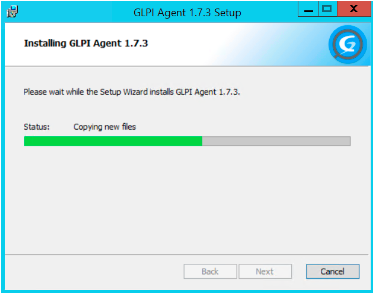 GLPI Agent 1.7.3 Setup
Installing GLPI Agent 1.7.3
Please wait while the Setup Wizard installs GLPI Agent 1.7.3.
Status: Copying new files
Back Next Cancel